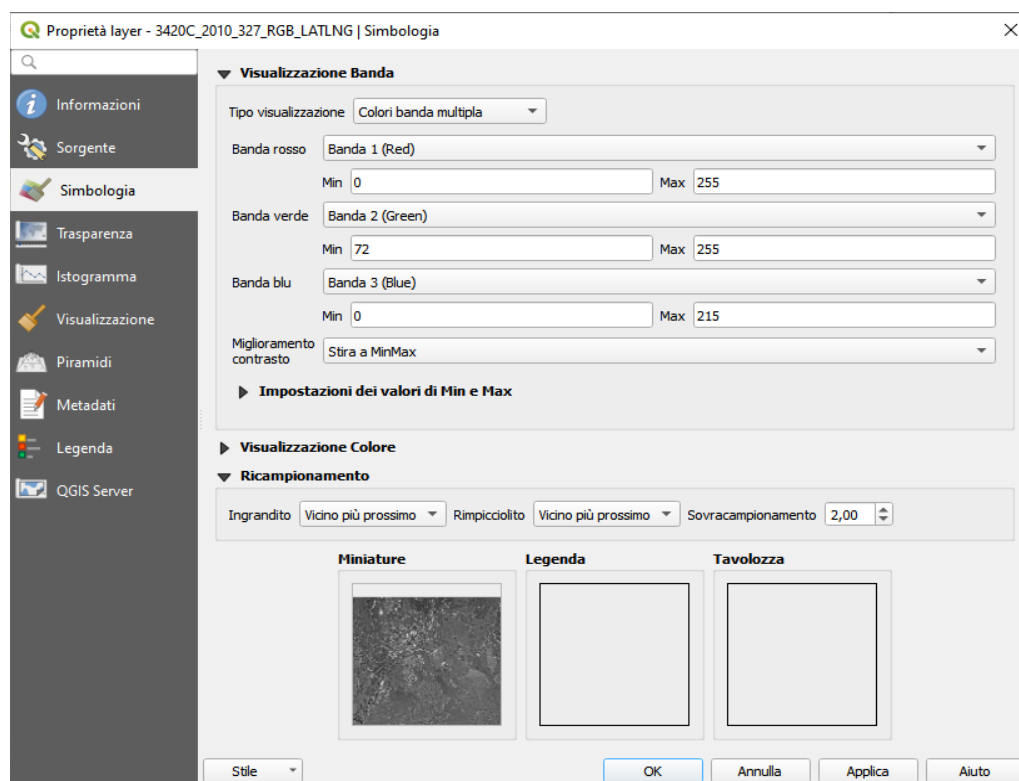 Proprietà layer - 3420C_2010_327_RGB_LATLNG | Simbologia
Informazioni
Sorgente
Simbologia
Trasparenza
Istogramma
Visualizzazione
Piramidi
Metadati
Legenda
QGIS Server
Visualizzazione Banda
Tipo visualizzazione Colori banda multipla
Banda rosso Banda 1 (Red)
Min 0 Max 255
Banda verde Banda 2 (Green)
Min 72 Max 255
Banda blu Banda 3 (Blue)
Min 0 Max 215
Miglioramento contrasto Stira a MinMax
Impostazioni dei valori di Min e Max
Visualizzazione Colore
Ricampionamento
Ingrandito Vicino più prossimo Rimpicciolito Vicino più prossimo Sovracampionamento 2,00
Miniature Legenda Tavolozza
Stile OK Annulla Applica Aiuto